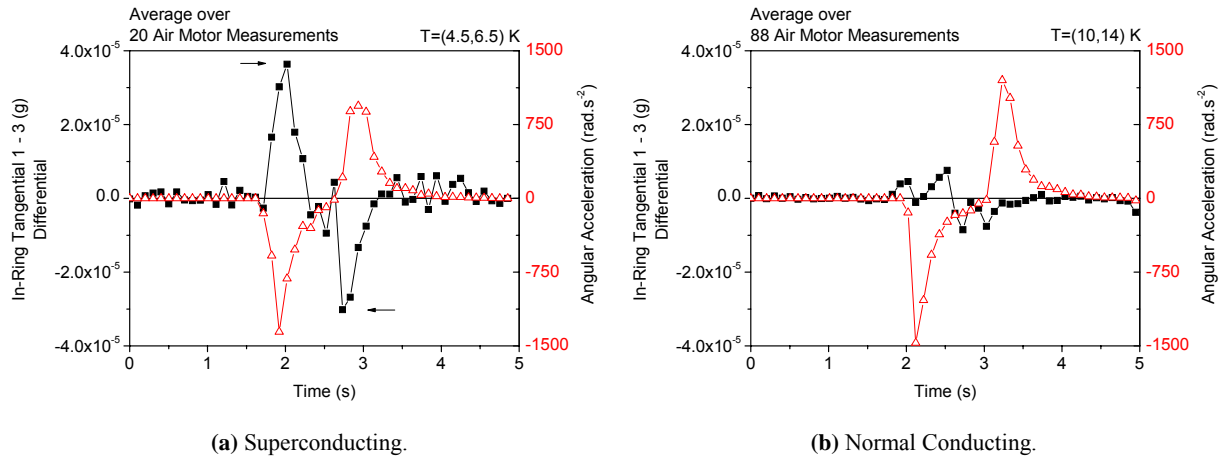 Average over
20 Air Motor Measurements T=(4.5,6.5) K
4.0x10⁻⁵
2.0x10⁻⁵
0.0
-2.0x10⁻⁵
-4.0x10⁻⁵
In-Ring Tangential 1 - 3 (g)
Differential
1500
750
0
-750
-1500
Angular Acceleration (rad.s⁻²)
0 1 2 3 4 5
Time (s)
(a) Superconducting.
Average over
88 Air Motor Measurements T=(10,14) K
4.0x10⁻⁵
2.0x10⁻⁵
0.0
-2.0x10⁻⁵
-4.0x10⁻⁵
In-Ring Tangential 1 - 3 (g)
Differential
1500
750
0
-750
-1500
Angular Acceleration (rad.s⁻²)
0 1 2 3 4 5
Time (s)
(b) Normal Conducting.